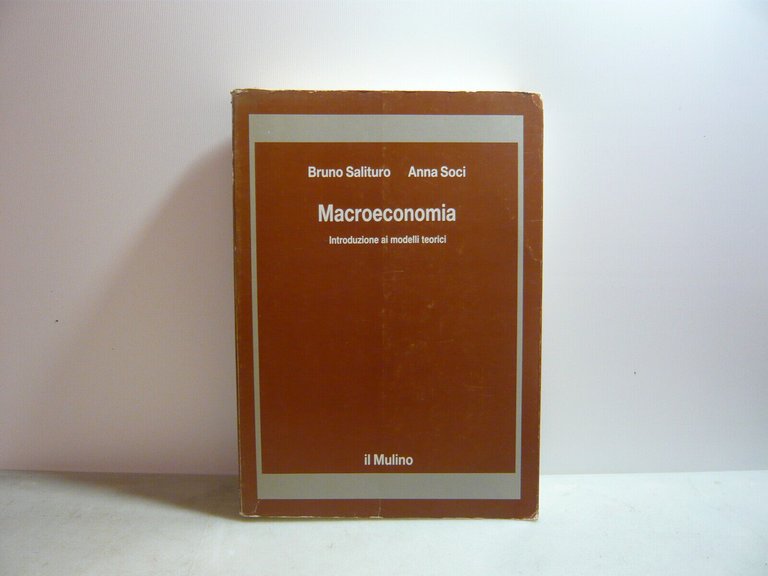 Bruno Salituro Anna Soci
Macroeconomia
Introduzione ai modelli teorici
il Mulino